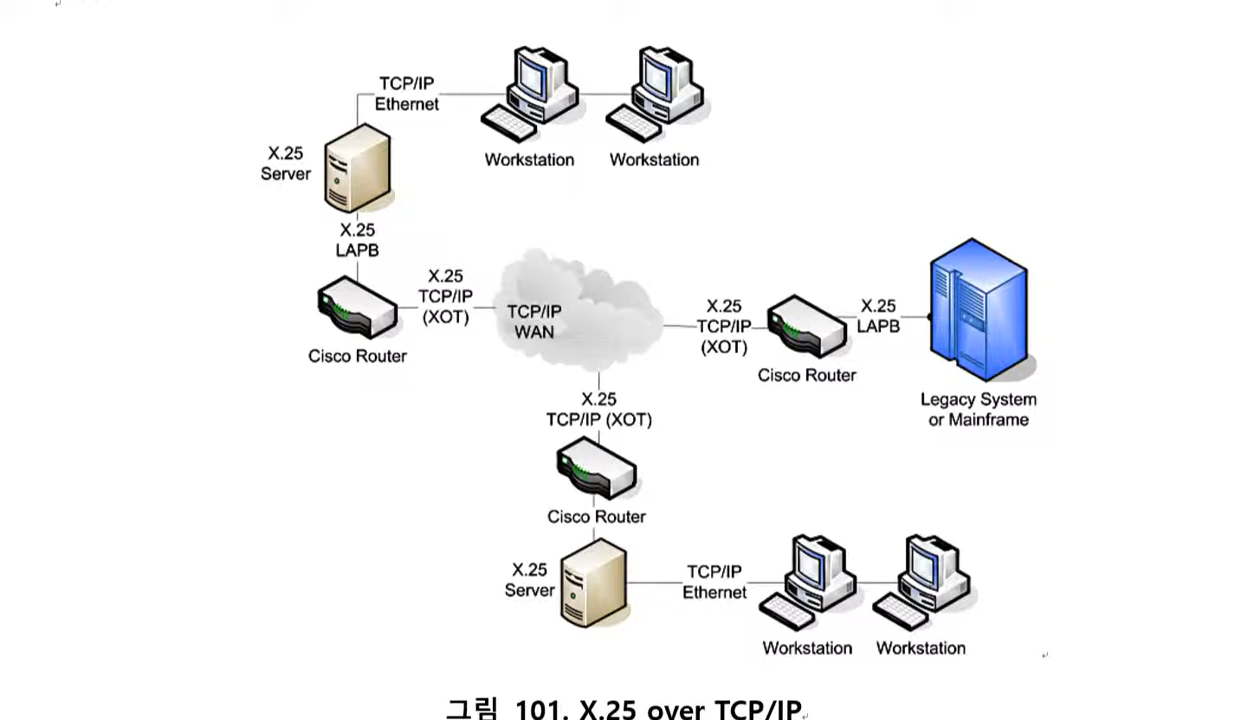 TCP/IP
Ethernet
Workstation
Workstation
X.25
Server
X.25
LAPB
X.25
TCP/IP
(XOT)
Cisco Router
TCP/IP
WAN
X.25
TCP/IP
(XOT)
Cisco Router
X.25
LAPB
Legacy System
or Mainframe
X.25
TCP/IP (XOT)
Cisco Router
X.25
Server
TCP/IP
Ethernet
Workstation
Workstation
그림 101. X.25 over TCP/IP